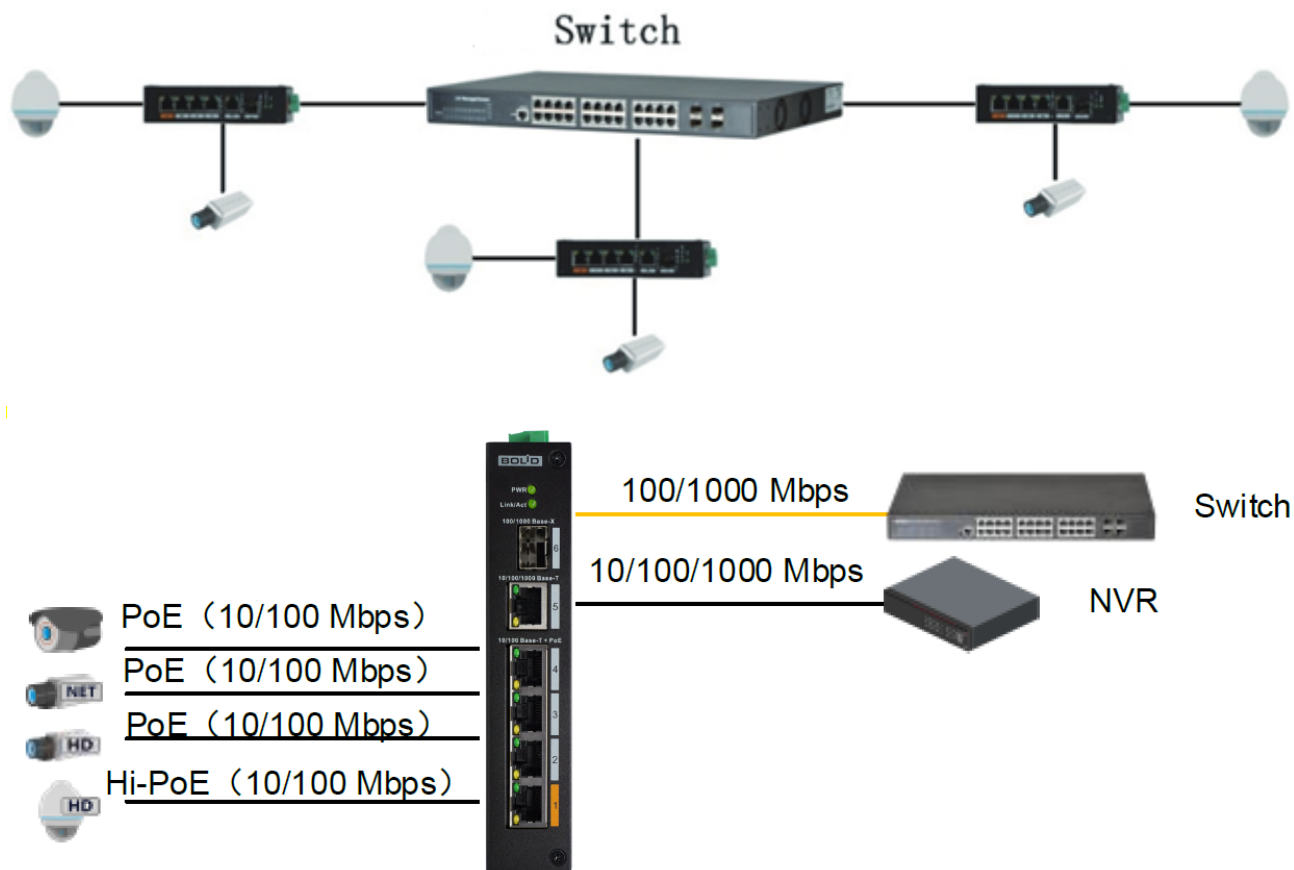 Switch
BOLID
PWR
Link/Act
100/1000 Base-X
6
100/1000 Mbps
Switch
10/100/1000 Base-T
5
10/100/1000 Mbps
NVR
PoE（10/100 Mbps）
10/100 Base-T + PoE
4
NET
PoE（10/100 Mbps）
3
HD
PoE（10/100 Mbps）
2
HD
Hi-PoE（10/100 Mbps）
1